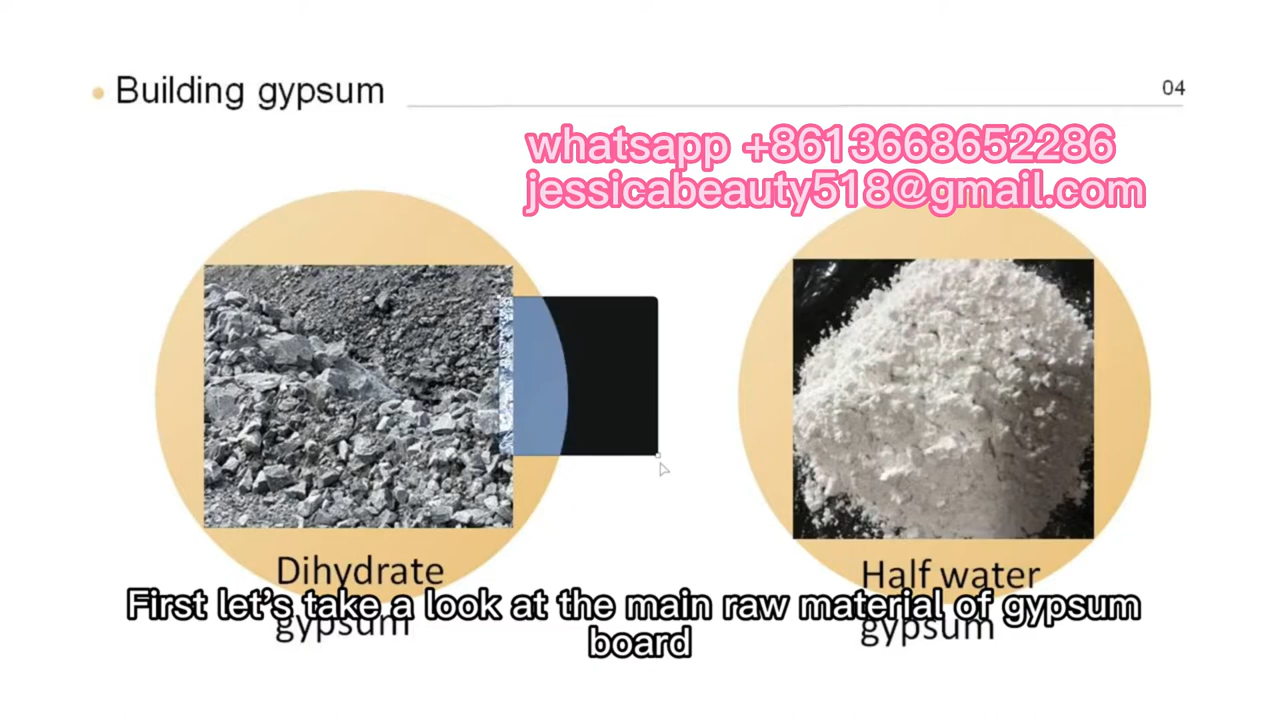 Building gypsum
04
whatsapp +8613668652286
jessicabeauty518@gmail.com
Dihydrate
gypsum
Half water
gypsum
First let's take a look at the main raw material of gypsum
board